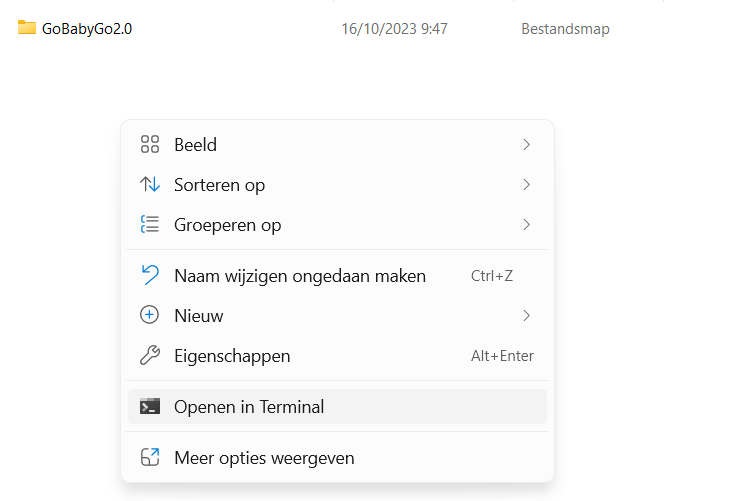 GoBabyGo2.0 16/10/2023 9:47 Bestandsmap
Beeld
Sorteren op
Groeperen op
Naam wijzigen ongedaan maken Ctrl+Z
Nieuw
Eigenschappen Alt+Enter
Openen in Terminal
Meer opties weergeven